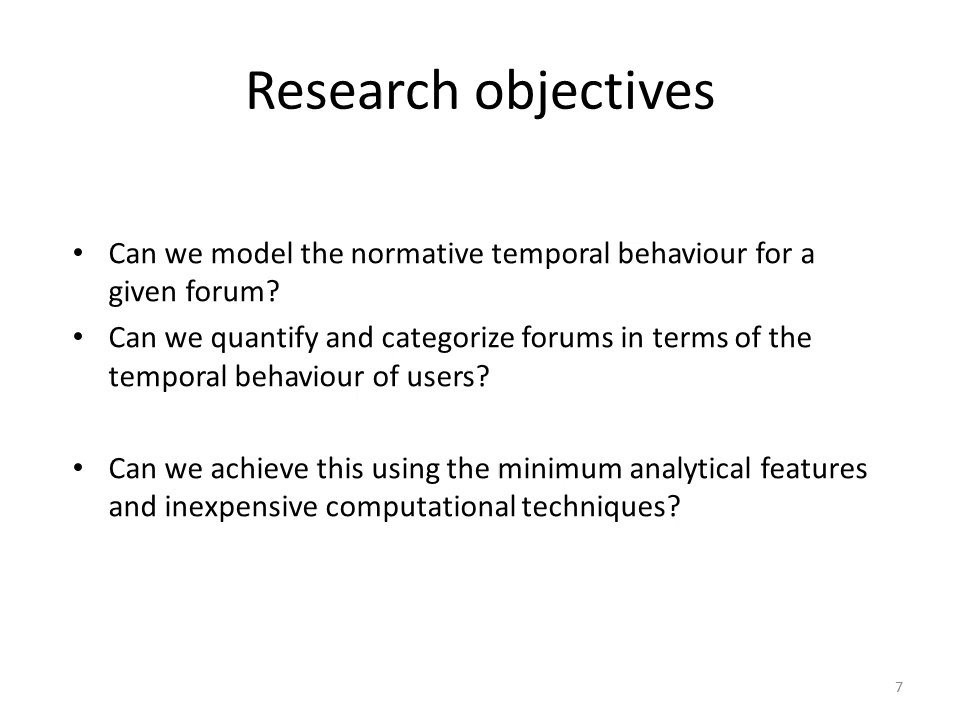 Research objectives
• Can we model the normative temporal behaviour for a
given forum?
• Can we quantify and categorize forums in terms of the
temporal behaviour of users?
• Can we achieve this using the minimum analytical features
and inexpensive computational techniques?
7